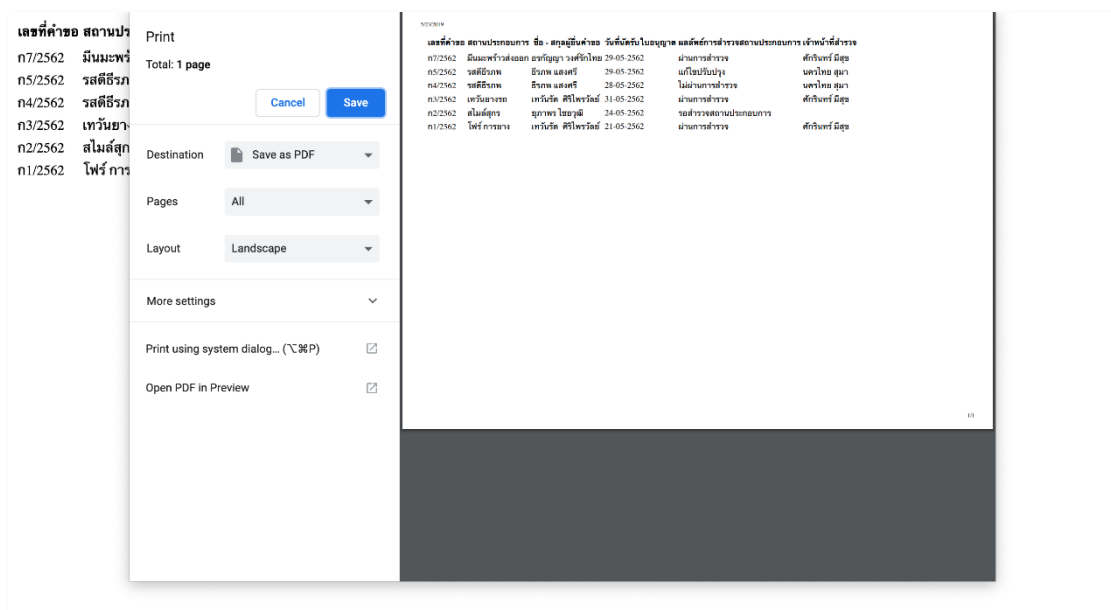 เลขที่คำขอ สถานประ
ก7/2562 มีนมะพร้
ก5/2562 รสดีธีรภ
ก4/2562 รสดีธีรภ
ก3/2562 เทวันยาง
ก2/2562 สไมล์สุก
ก1/2562 โฟร์ การ
Print
Total: 1 page
Cancel Save
Destination Save as PDF
Pages All
Layout Landscape
More settings
Print using system dialog... (⌥⌘P)
Open PDF in Preview
5/23/2019
เลขที่คำขอ สถานประกอบการ ชื่อ - สกุลผู้ยื่นคำขอ วันที่นัดรับใบอนุญาต ผลลัพธ์การสำรวจสถานประกอบการ เจ้าหน้าที่สำรวจ
ก7/2562 มีนมะพร้าวส่งออก อรกัญญา วงศ์รักไทย 29-05-2562 ผ่านการสำรวจ ศักรินทร์ มีสุข
ก5/2562 รสดีธีรภพ ธีรภพ แสงศรี 29-05-2562 แก้ไขปรับปรุง นครไทย สุมา
ก4/2562 รสดีธีรภพ ธีรภพ แสงศรี 28-05-2562 ไม่ผ่านการสำรวจ นครไทย สุมา
ก3/2562 เทวันยางรถ เทวันรัต ศิริไพรวัลย์ 31-05-2562 ผ่านการสำรวจ ศักรินทร์ มีสุข
ก2/2562 สไมล์สุกร ยุภาพร ไชยวุฒิ 24-05-2562 รอสำรวจสถานประกอบการ
ก1/2562 โฟร์ การยาง เทวันรัต ศิริไพรวัลย์ 21-05-2562 ผ่านการสำรวจ ศักรินทร์ มีสุข
1/1